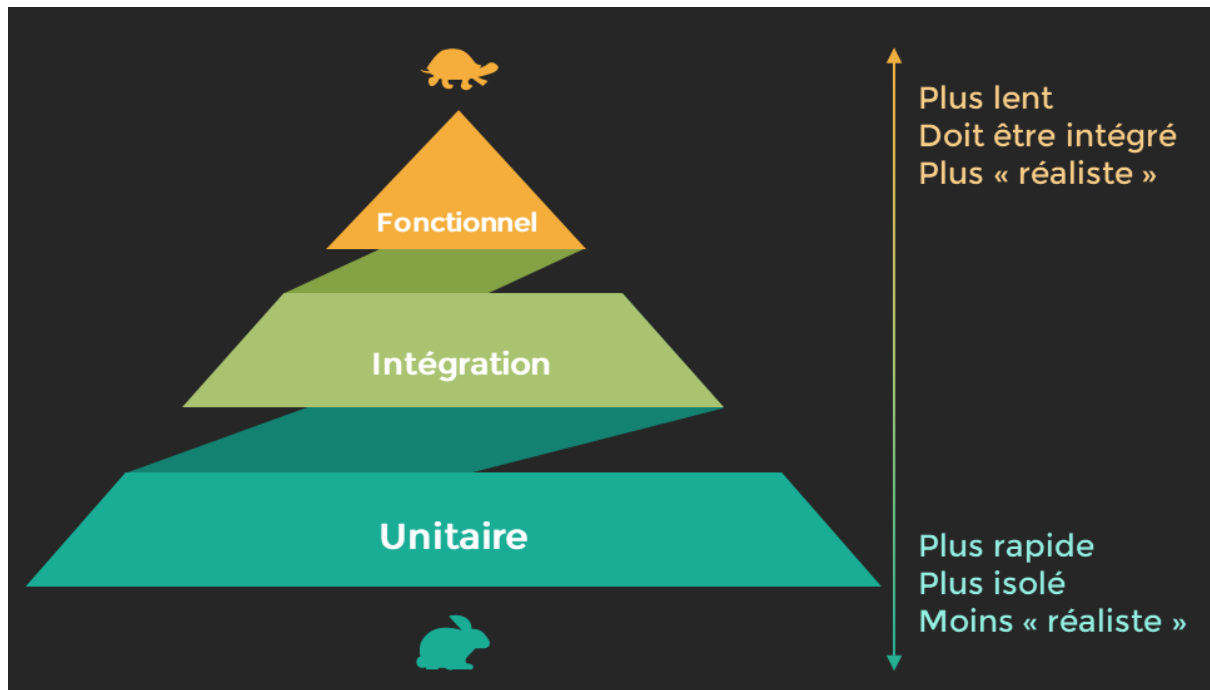 Plus lent
Doit être intégré
Plus « réaliste »
Fonctionnel
Intégration
Unitaire
Plus rapide
Plus isolé
Moins « réaliste »